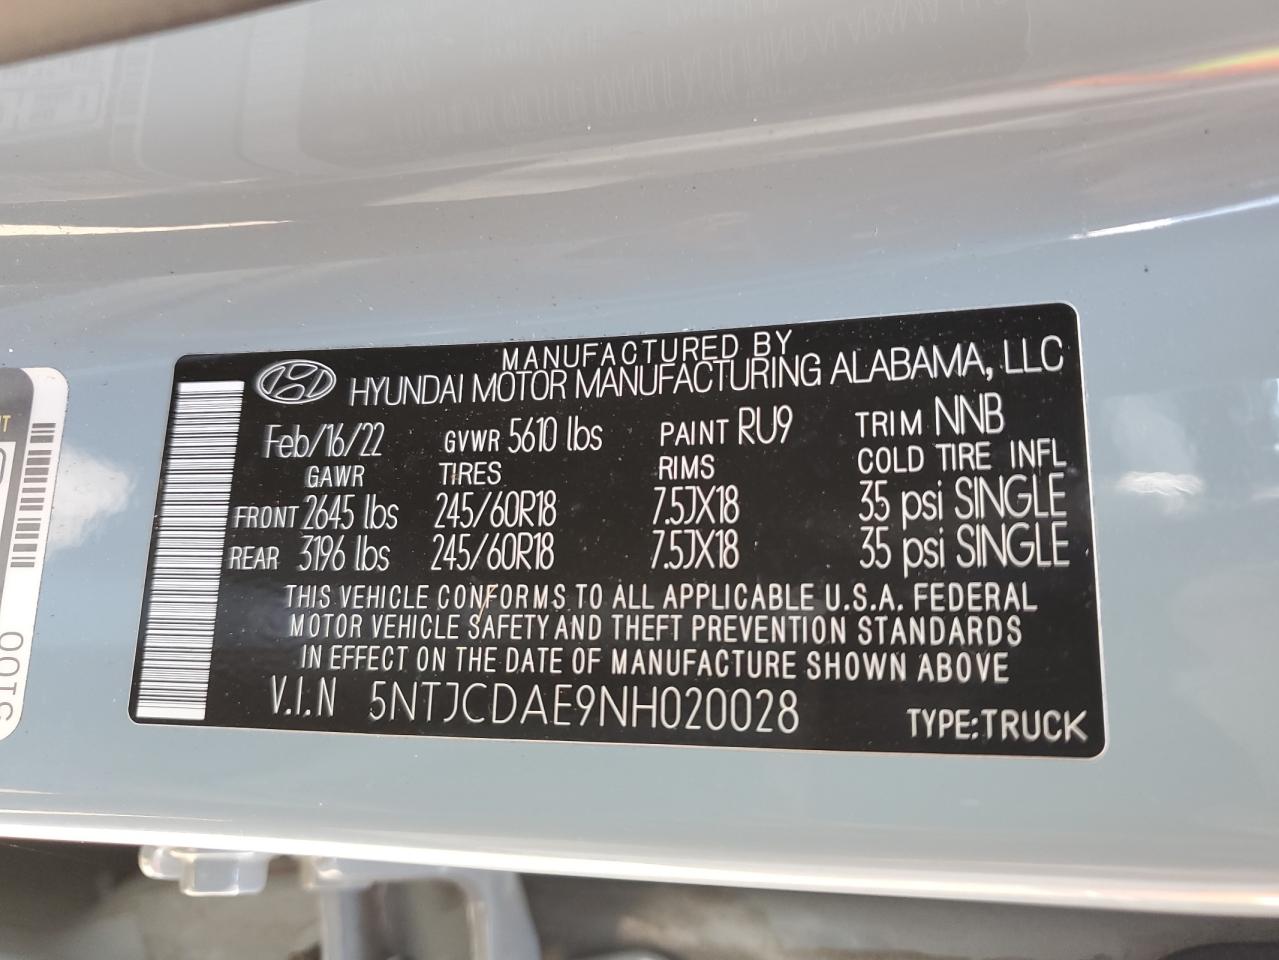 MANUFACTURED BY
HYUNDAI MOTOR MANUFACTURING ALABAMA, LLC
Feb/16/22 GVWR 5610 lbs PAINT RU9 TRIM NNB
GAWR TIRES RIMS COLD TIRE INFL
FRONT 2645 lbs 245/60R18 7.5JX18 35 psi SINGLE
REAR 3196 lbs 245/60R18 7.5JX18 35 psi SINGLE
THIS VEHICLE CONFORMS TO ALL APPLICABLE U.S.A. FEDERAL
MOTOR VEHICLE SAFETY AND THEFT PREVENTION STANDARDS
IN EFFECT ON THE DATE OF MANUFACTURE SHOWN ABOVE
V.I.N 5NTJCDAE9NH020028 TYPE:TRUCK